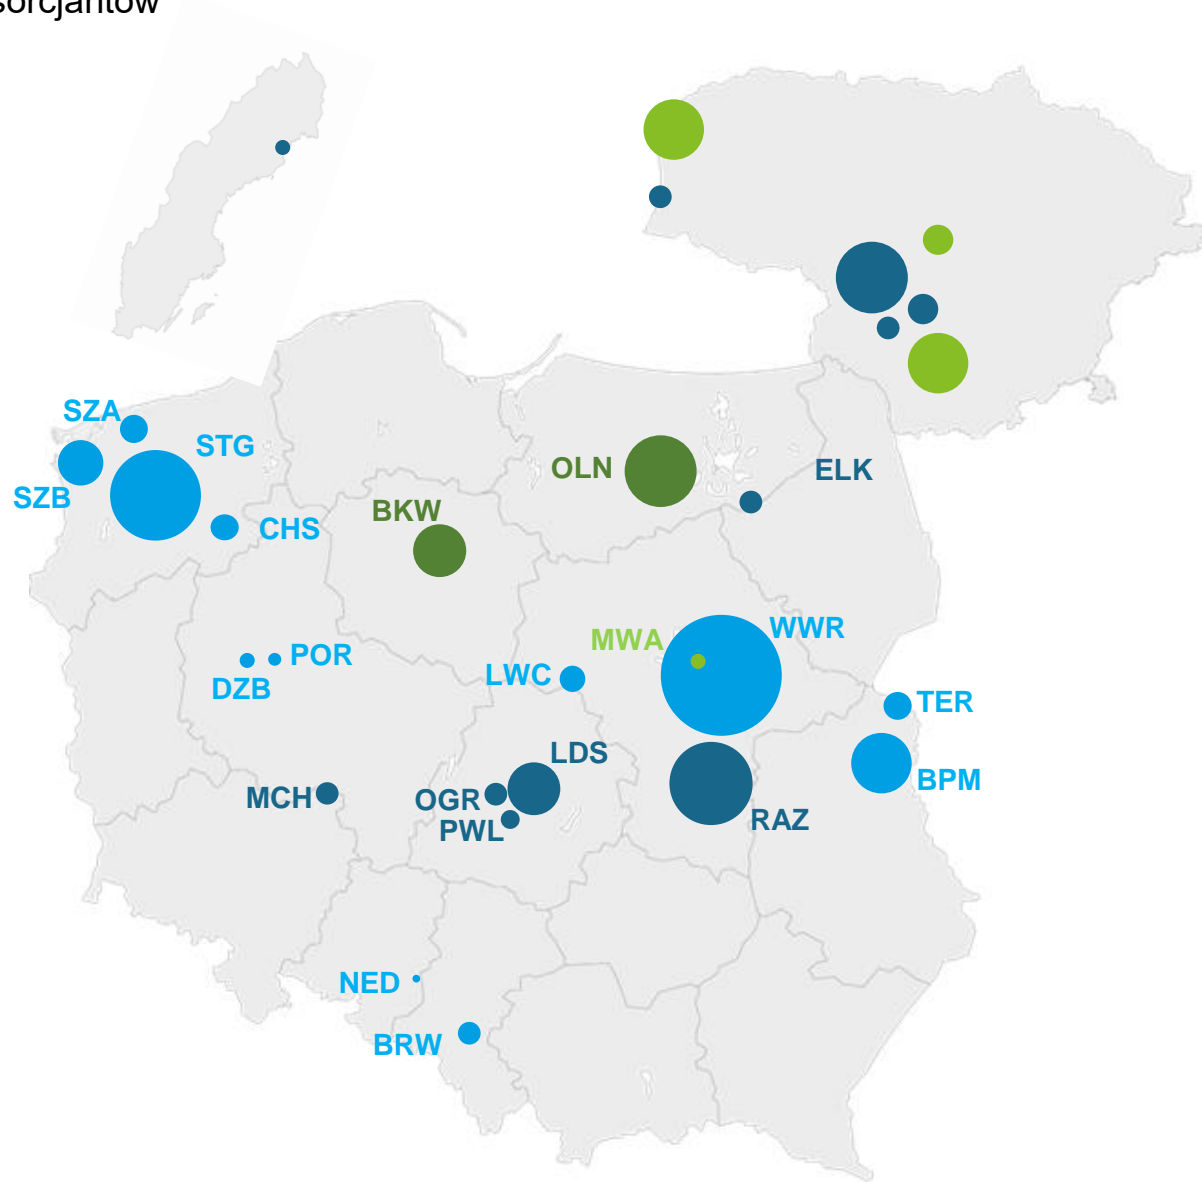 sorcjantów
SZA
STG
SZB
CHS
BKW
OLN
ELK
MWA
WWR
POR
DZB
LWC
TER
BPM
LDS
MCH
OGR
PWL
RAZ
NED
BRW